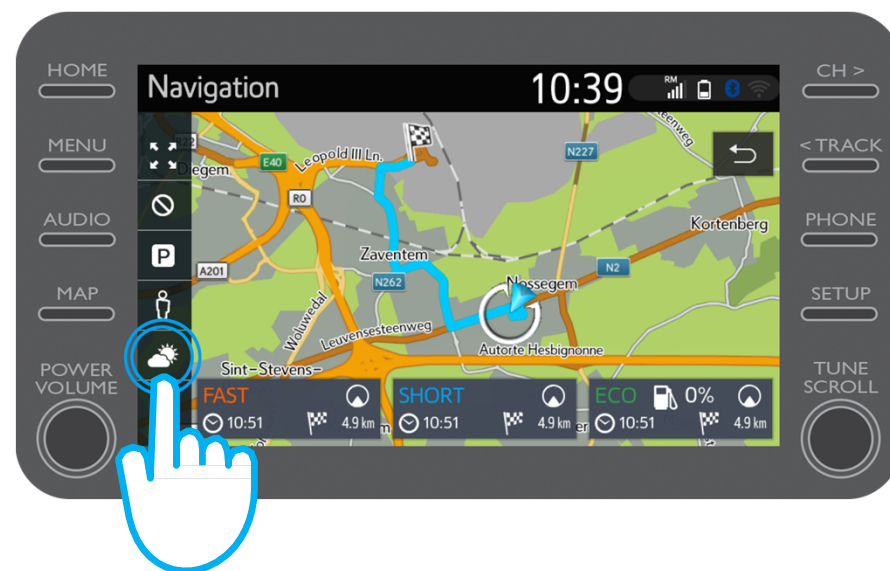 HOME
MENU
AUDIO
MAP
POWER
VOLUME
Navigation
10:39
RM
CH >
< TRACK
PHONE
SETUP
TUNE
SCROLL
22
Diegem
E40
Leopold III Ln.
N227
R0
Kortenberg
P
A201
Zaventem
N262
N2
Nossegem
Woluwedal
Leuvensesteenweg
Autorte Hesbignonne
Sint-Stevens-
FAST
10:51
4.9 km
SHORT
10:51
4.9 km
ECO
0%
10:51
4.9 km